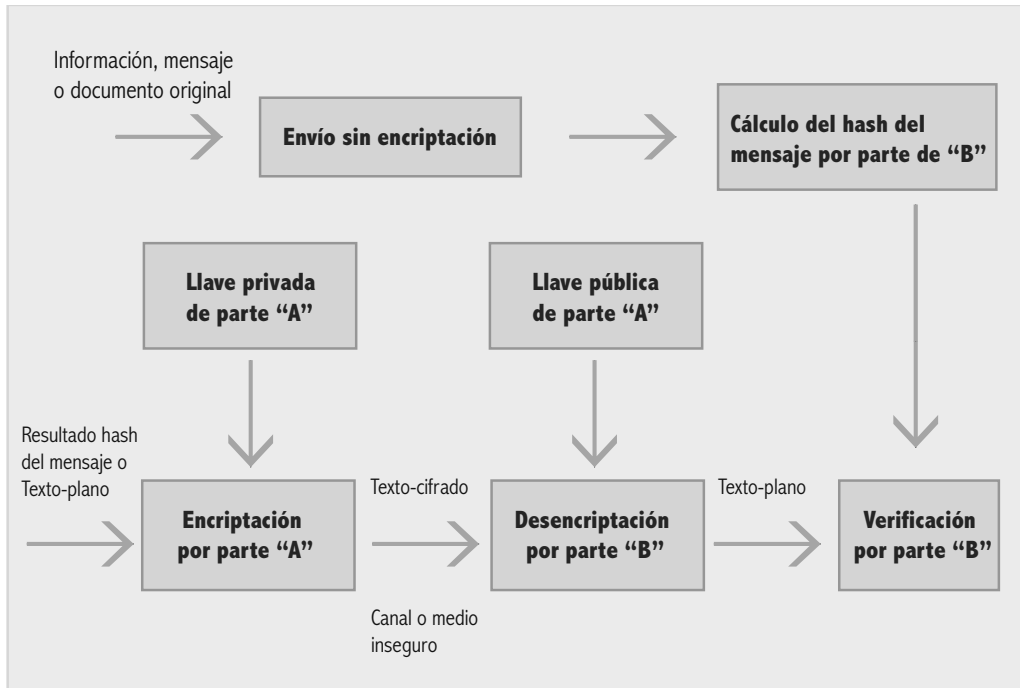 Información, mensaje
o documento original
Envío sin encriptación
Cálculo del hash del
mensaje por parte de “B”
Llave privada
de parte “A”
Llave pública
de parte “A”
Resultado hash
del mensaje o
Texto-plano
Encriptación
por parte “A”
Texto-cifrado
Canal o medio
inseguro
Desencriptación
por parte “B”
Texto-plano
Verificación
por parte “B”